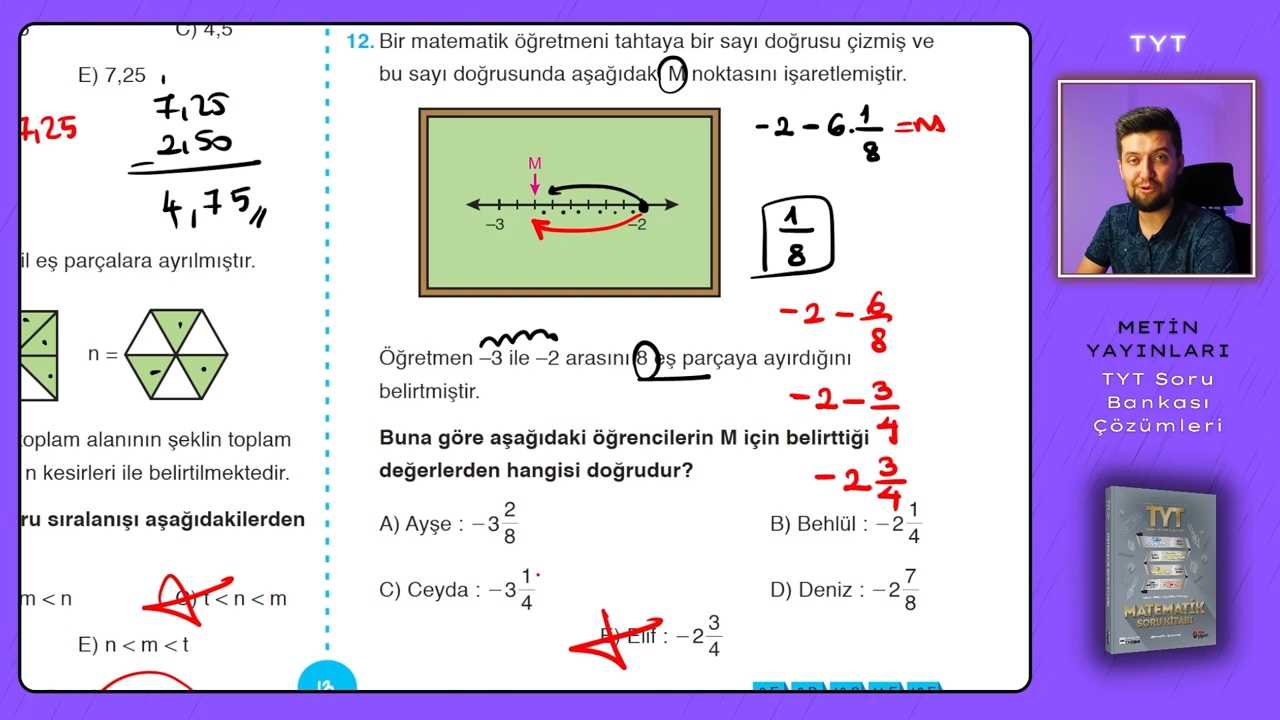 C) 4,5
E) 7,25
7,25
7,25
2,50
4,75
il eş parçalara ayrılmıştır.
n =
toplam alanının şeklin toplam
n kesirleri ile belirtilmektedir.
ru sıralanışı aşağıdakilerden
m < n
C) t < n < m
E) n < m < t
13
12. Bir matematik öğretmeni tahtaya bir sayı doğrusu çizmiş ve
bu sayı doğrusunda aşağıdaki M noktasını işaretlemiştir.
M
−3
−2
-2 - 6.1/8 = M
1/8
-2 - 6/8
-2 - 3/4
-2 3/4
Öğretmen −3 ile −2 arasını 8 eş parçaya ayırdığını
belirtmiştir.
Buna göre aşağıdaki öğrencilerin M için belirttiği
değerlerden hangisi doğrudur?
A) Ayşe : −3 2/8
B) Behlül : −2 1/4
C) Ceyda : −3 1/4
D) Deniz : −2 7/8
E) Elif : −2 3/4
TYT
METİN
YAYINLARI
TYT Soru
Bankası
Çözümleri
TYT
MATEMATİK
SORU KİTABI